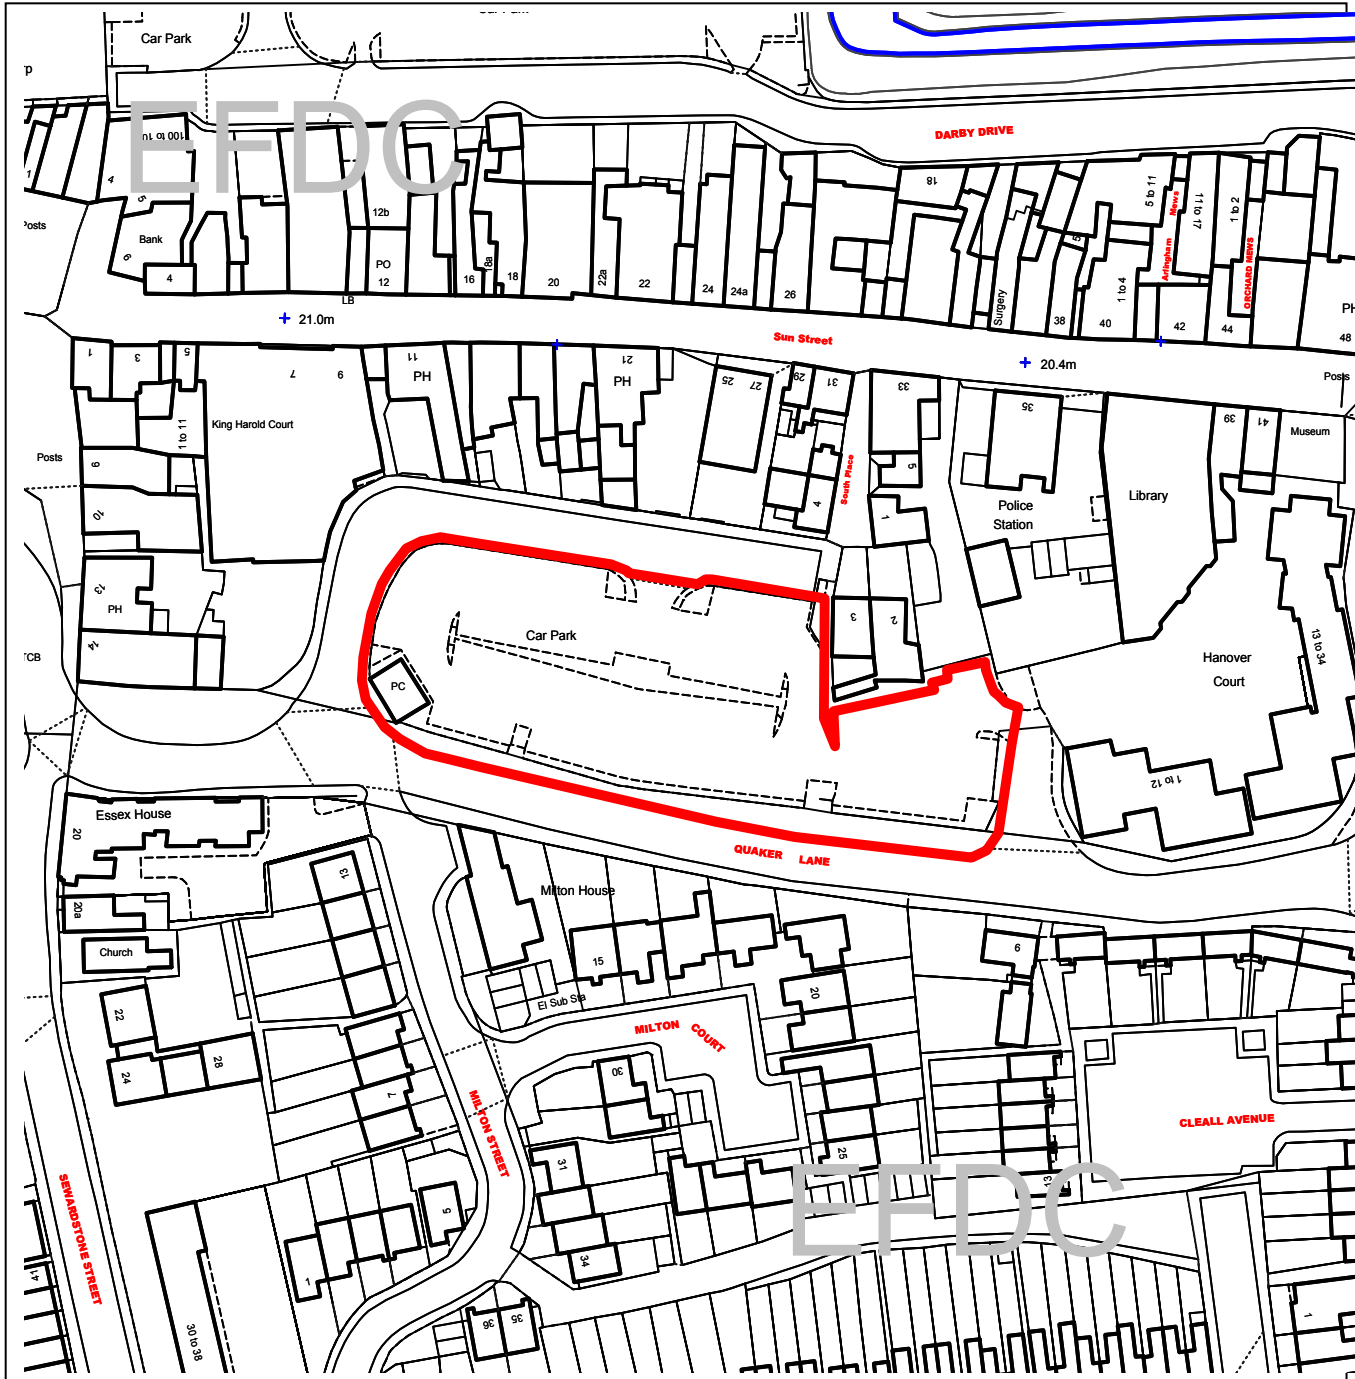 Car Park
DARBY DRIVE
EFDC
100 to
4
5
6
Bank
4
Posts
12b
PO
12
LB
16
18a
18
20
22a
22
24
24a
26
18
Surgery
38
40
1 to 4
5 to 11
Arlingham Mews
11 to 17
42
1 to 2
44
ORCHARD MEWS
PH
48
21.0m
Sun Street
20.4m
Posts
1
3
5
7
9
11
PH
21
PH
25
27
29
31
33
35
39
41
Museum
King Harold Court
1 to 11
Posts
9
10
13
PH
14
TCB
4
South Place
5
1
Police
Station
Library
3
2
Car Park
PC
Hanover
Court
13 to 34
1 to 12
QUAKER LANE
Essex House
20
20a
Church
13
Milton House
15
El Sub Sta
20
6
22
24
28
7
MILTON COURT
30
MILTON STREET
31
25
13
CLEALL AVENUE
EFDC
SEWARDSTONE STREET
41
30 to 38
1
5
34
36
35
1